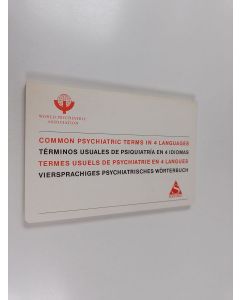 WORLD PSYCHIATRIC
ASSOCIATION
COMMON PSYCHIATRIC TERMS IN 4 LANGUAGES
TÉRMINOS USUALES DE PSIQUIATRÍA EN 4 IDIOMAS
TERMES USUELS DE PSYCHIATRIE EN 4 LANGUES
VIERSPRACHIGES PSYCHIATRISCHES WÖRTERBUCH